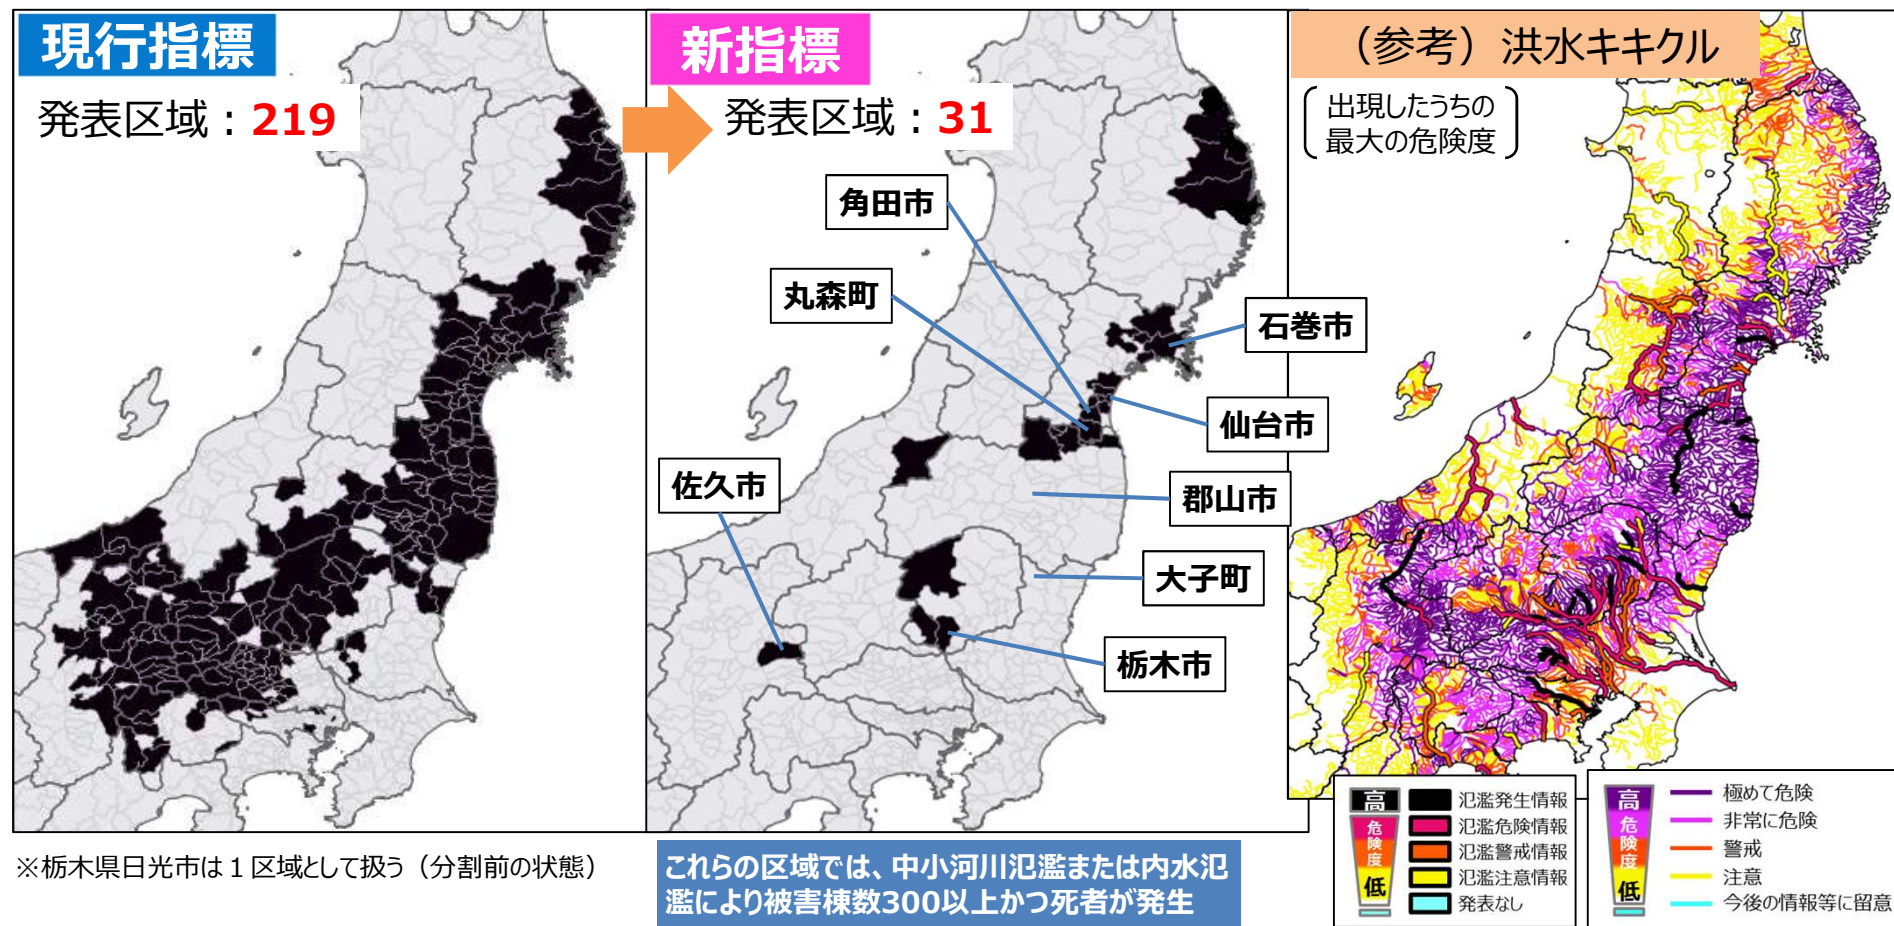 現行指標
発表区域：219
新指標
発表区域：31
（参考）洪水キキクル
出現したうちの
最大の危険度
角田市
丸森町
石巻市
仙台市
佐久市
郡山市
大子町
栃木市
※栃木県日光市は１区域として扱う（分割前の状態）
これらの区域では、中小河川氾濫または内水氾
濫により被害棟数300以上かつ死者が発生
高
危険度
低
氾濫発生情報
氾濫危険情報
氾濫警戒情報
氾濫注意情報
発表なし
高
危険度
低
極めて危険
非常に危険
警戒
注意
今後の情報等に留意